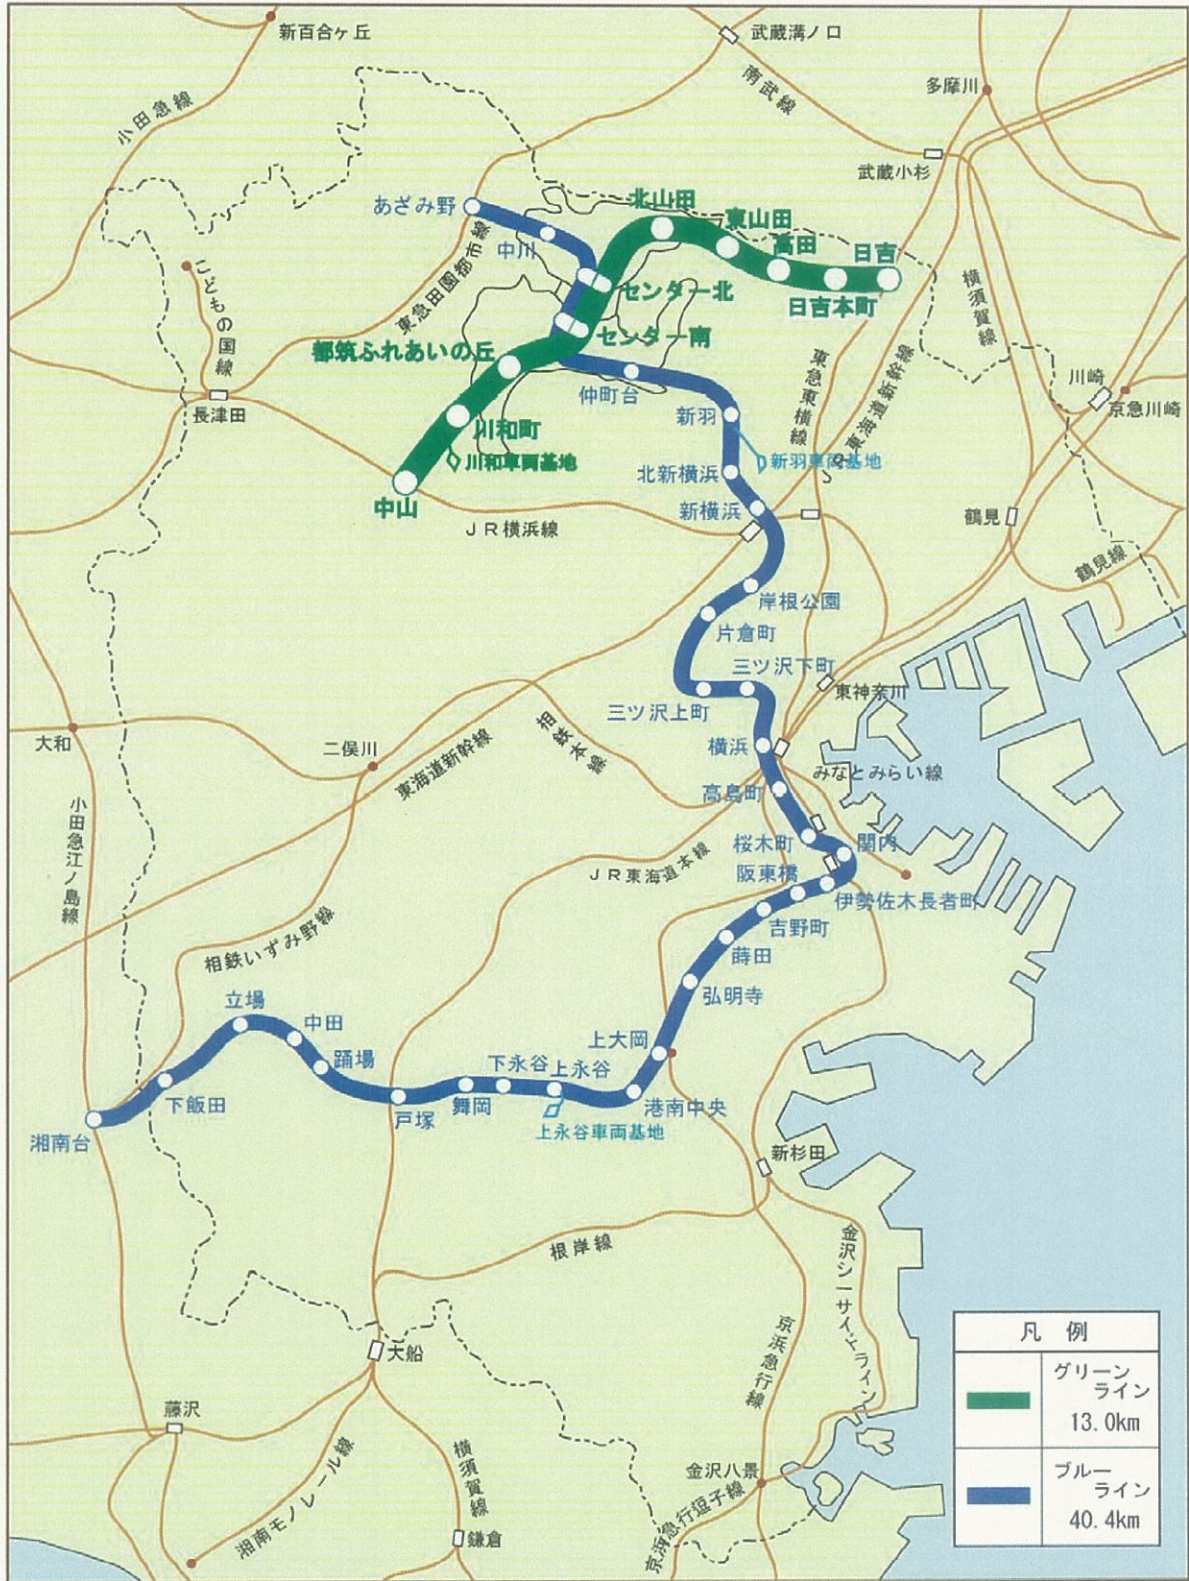 新百合ヶ丘
武蔵溝ノ口
小田急線
南武線
多摩川
武蔵小杉
あざみ野
北山田
東山田
高田
日吉
中川
こどもの国線
東急田園都市線
センター北
日吉本町
横須賀線
センター南
都筑ふれあいの丘
東急東横線
JR東海道新幹線
川崎
京急川崎
長津田
仲町台
新羽
川和町
川和車両基地
新羽車両基地
北新横浜
中山
新横浜
JR横浜線
鶴見
鶴見線
岸根公園
片倉町
三ツ沢下町
東神奈川
三ツ沢上町
相鉄本線
大和
二俣川
東海道新幹線
横浜
みなとみらい線
高島町
小田急江ノ島線
桜木町
関内
JR東海道本線
阪東橋
伊勢佐木長者町
吉野町
相鉄いずみ野線
蒔田
弘明寺
立場
中田
上大岡
踊場
下永谷
上永谷
下飯田
戸塚
舞岡
港南中央
湘南台
上永谷車両基地
新杉田
根岸線
金沢シーサイドライン
京浜急行線
大船
藤沢
湘南モノレール線
横須賀線
金沢八景
京浜急行逗子線
鎌倉
凡 例
グリーン
ライン
13.0km
ブルー
ライン
40.4km